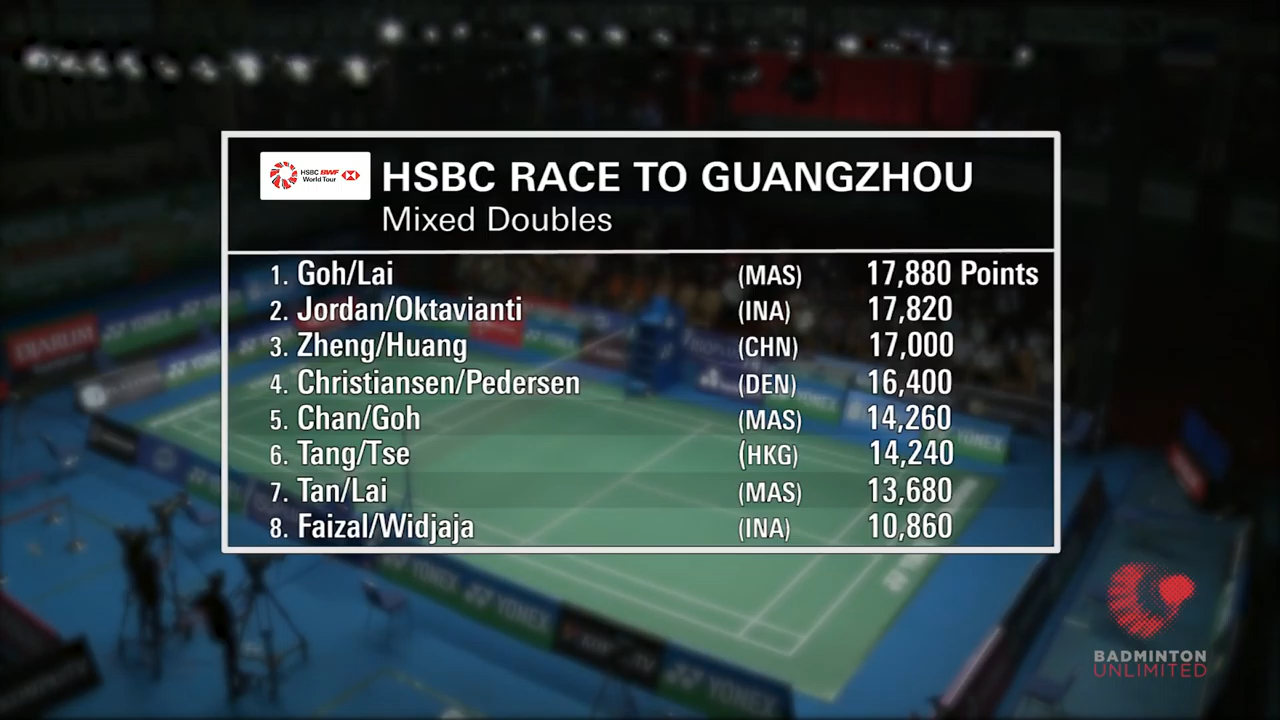 HSBC BWF
World Tour
HSBC RACE TO GUANGZHOU
Mixed Doubles
1. Goh/Lai (MAS) 17,880 Points
2. Jordan/Oktavianti (INA) 17,820
3. Zheng/Huang (CHN) 17,000
4. Christiansen/Pedersen (DEN) 16,400
5. Chan/Goh (MAS) 14,260
6. Tang/Tse (HKG) 14,240
7. Tan/Lai (MAS) 13,680
8. Faizal/Widjaja (INA) 10,860
YONEX
YONEX
YONEX
BADMINTON
UNLIMITED